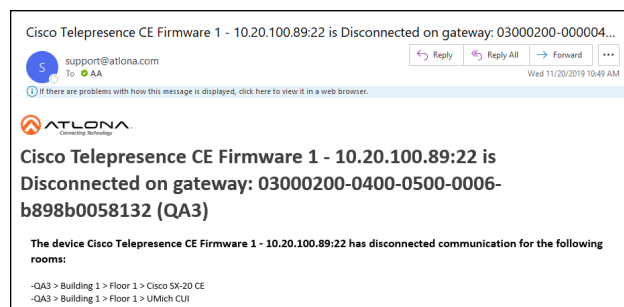 Cisco Telepresence CE Firmware 1 - 10.20.100.89:22 is Disconnected on gateway: 03000200-000004...
S
support@atlona.com
To AA
Reply
Reply All
Forward
...
Wed 11/20/2019 10:49 AM
If there are problems with how this message is displayed, click here to view it in a web browser.
ATLONA.
Connecting Technology
Cisco Telepresence CE Firmware 1 - 10.20.100.89:22 is
Disconnected on gateway: 03000200-0400-0500-0006-
b898b0058132 (QA3)
The device Cisco Telepresence CE Firmware 1 - 10.20.100.89:22 has disconnected communication for the following
rooms:
-QA3 > Building 1 > Floor 1 > Cisco SX-20 CE
-QA3 > Building 1 > Floor 1 > UMich CUI